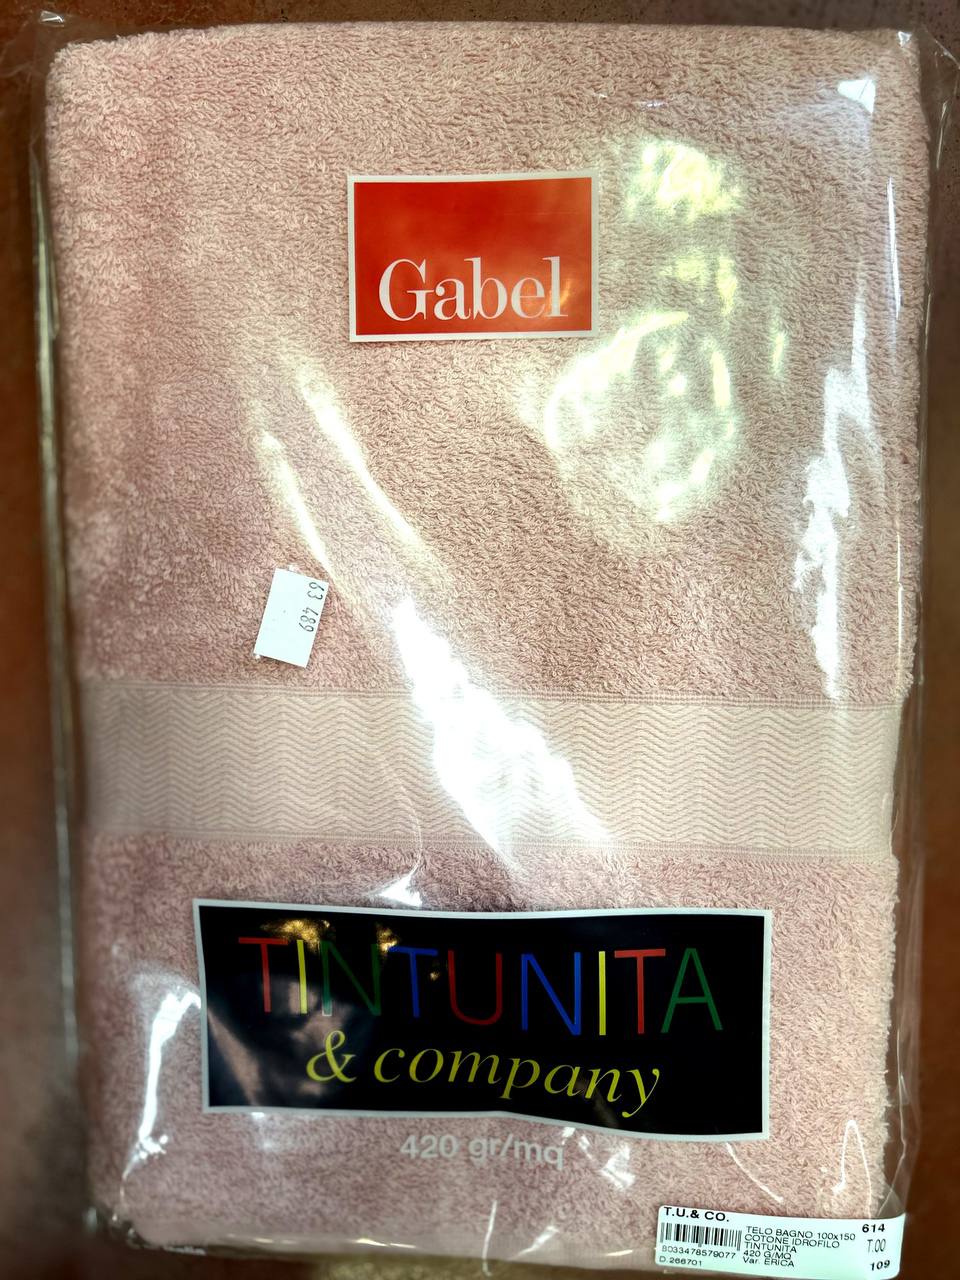 Gabel
63 489
TINTUNITA
& company
420 gr/mq
T.U.& CO.
614
TELO BAGNO 100x150
COTONE IDROFILO
T.00
TINTUNITA
8033478579077
420 G/MQ
D.266701
Var. ERICA
109